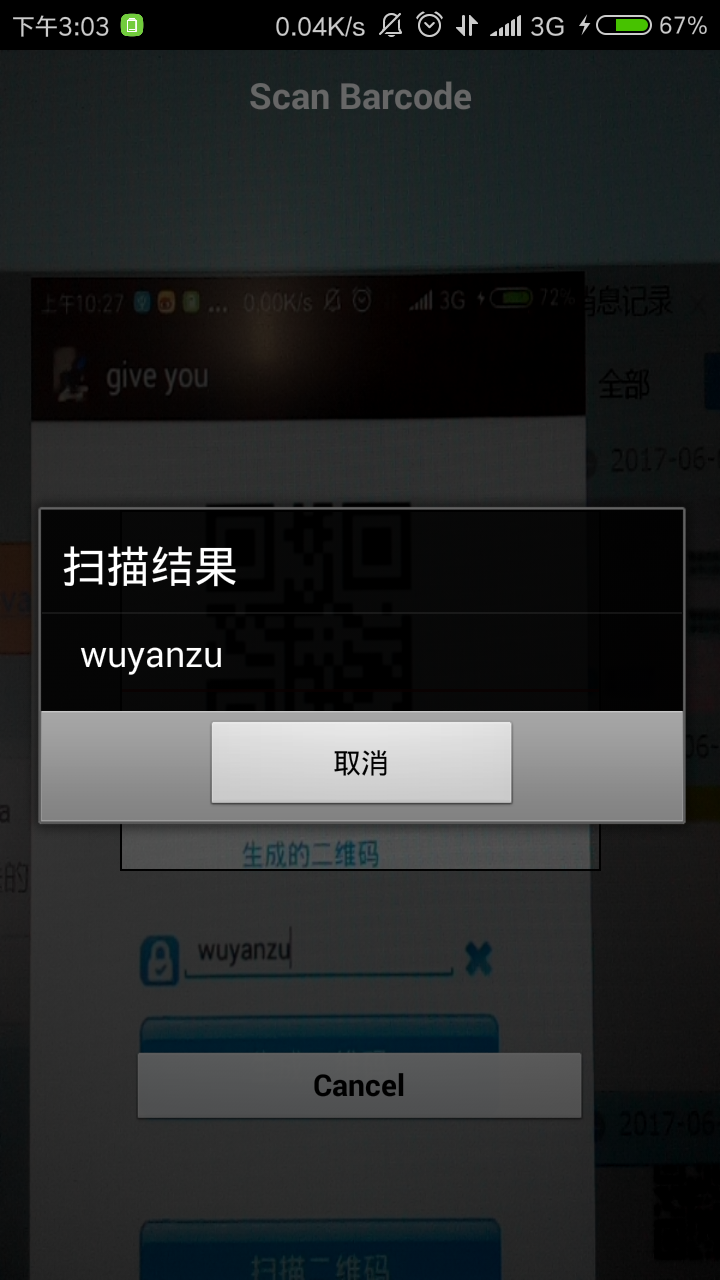 下午3:03 0.04K/s 3G 67%
Scan Barcode
上午10:27 ... 0.00K/s 3G 72%
消息记录
give you
全部
2017-06-
扫描结果
wuyanzu
取消
06-
a
的
生成的二维码
wuyanzu
Cancel
2017-06
扫描二维码